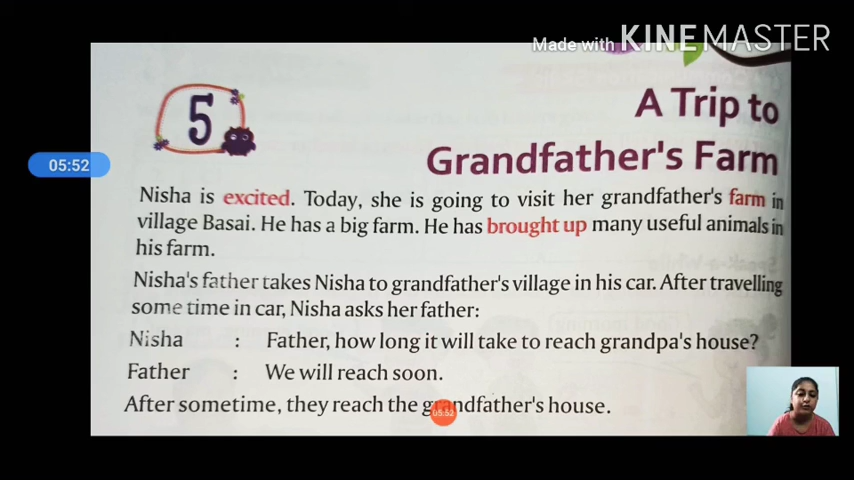 Made with KINEMASTER
5
A Trip to
Grandfather's Farm
05:52
Nisha is excited. Today, she is going to visit her grandfather's farm in
village Basai. He has a big farm. He has brought up many useful animals in
his farm.
Nisha's father takes Nisha to grandfather's village in his car. After travelling
some time in car, Nisha asks her father:
Nisha : Father, how long it will take to reach grandpa's house?
Father : We will reach soon.
After sometime, they reach the grandfather's house.
05:52